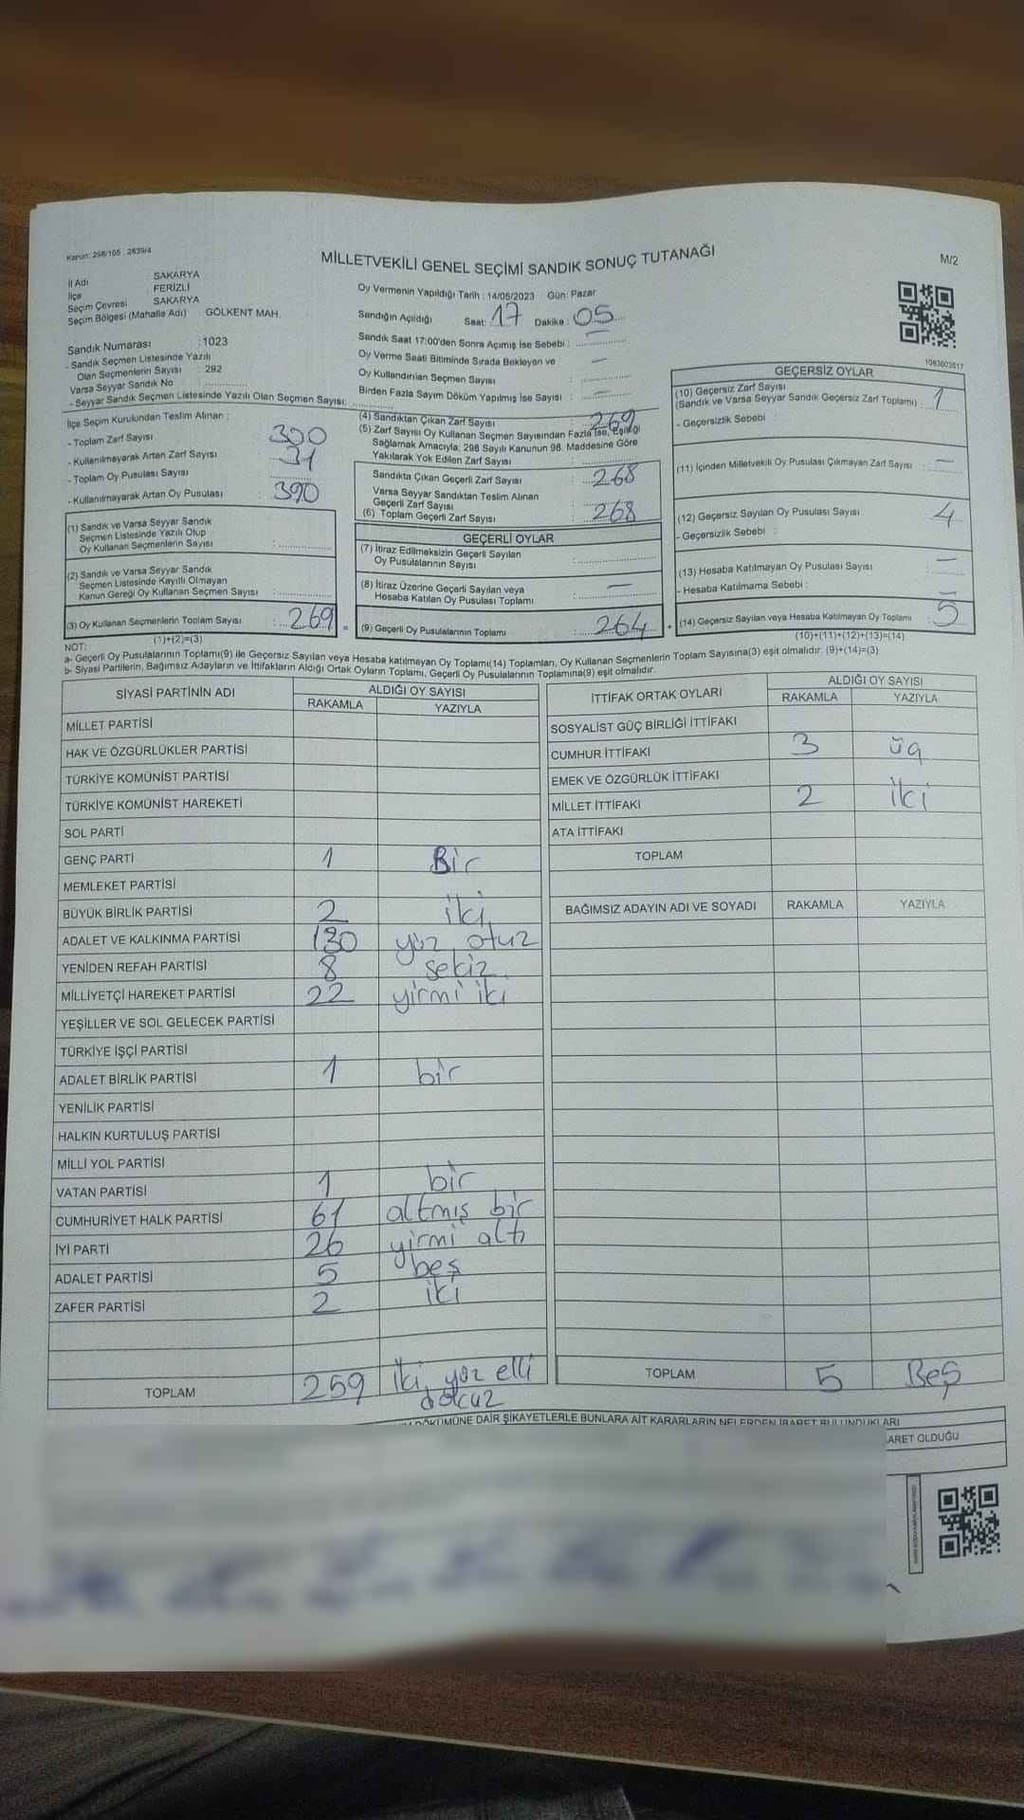 Kanun: 298/105 2839/4
MİLLETVEKİLİ GENEL SEÇİMİ SANDIK SONUÇ TUTANAĞI
M/2
İl Adı : SAKARYA
İlçe : FERİZLİ
Seçim Çevresi : SAKARYA
Seçim Bölgesi (Mahalle Adı) GÖLKENT MAH.
Sandık Numarası : 1023
- Sandık Seçmen Listesinde Yazılı
Olan Seçmenlerin Sayısı : 292
Varsa Seyyar Sandık No
- Seyyar Sandık Seçmen Listesinde Yazılı Olan Seçmen Sayısı:
Oy Vermenin Yapıldığı Tarih : 14/05/2023 Gün: Pazar
Sandığın Açıldığı Saat: 17 Dakika: 05
Sandık Saat 17:00'den Sonra Açımış İse Sebebi : —
Oy Verme Saati Bitiminde Sırada Bekleyen ve
Oy Kullandırılan Seçmen Sayısı : —
Birden Fazla Sayım Döküm Yapılmış İse Sayısı : —
İlçe Seçim Kurulundan Teslim Alınan :
- Toplam Zarf Sayısı : 300
- Kullanılmayarak Artan Zarf Sayısı : 31
- Toplam Oy Pusulası Sayısı : 390
- Kullanılmayarak Artan Oy Pusulası :
(1) Sandık ve Varsa Seyyar Sandık
Seçmen Listesinde Yazılı Olup
Oy Kullanan Seçmenlerin Sayısı :
(2) Sandık ve Varsa Seyyar Sandık
Seçmen Listesinde Kayıtlı Olmayan
Kanun Gereği Oy Kullanan Seçmen Sayısı :
(3) Oy Kullanan Seçmenlerin Toplam Sayısı : 269
(1)+(2)=(3)
(4) Sandıktan Çıkan Zarf Sayısı : 269
(5) Zarf Sayısı Oy Kullanan Seçmen Sayısından Fazla İse, Eşitliği
Sağlamak Amacıyla; 298 Sayılı Kanunun 98. Maddesine Göre
Yakılarak Yok Edilen Zarf Sayısı :
Sandıkta Çıkan Geçerli Zarf Sayısı : 268
Varsa Seyyar Sandıktan Teslim Alınan
Geçerli Zarf Sayısı :
(6) Toplam Geçerli Zarf Sayısı : 268
GEÇERLİ OYLAR
(7) İtiraz Edilmeksizin Geçerli Sayılan
Oy Pusulalarının Sayısı :
(8) İtiraz Üzerine Geçerli Sayılan veya
Hesaba Katılan Oy Pusulası Toplamı : —
(9) Geçerli Oy Pusulalarının Toplamı : 264
1083603617
GEÇERSİZ OYLAR
(10) Geçersiz Zarf Sayısı
(Sandık ve Varsa Seyyar Sandık Geçersiz Zarf Toplamı) : 1
- Geçersizlik Sebebi :
(11) İçinden Milletvekili Oy Pusulası Çıkmayan Zarf Sayısı : —
(12) Geçersiz Sayılan Oy Pusulası Sayısı : 4
- Geçersizlik Sebebi :
(13) Hesaba Katılmayan Oy Pusulası Sayısı : —
- Hesaba Katılmama Sebebi : —
(14) Geçersiz Sayılan veya Hesaba Katılmayan Oy Toplamı : 5
(10)+(11)+(12)+(13)=(14)
NOT:
a- Geçerli Oy Pusulalarının Toplamı(9) ile Geçersiz Sayılan veya Hesaba katılmayan Oy Toplamı(14) Toplamları, Oy Kullanan Seçmenlerin Toplam Sayısına(3) eşit olmalıdır. (9)+(14)=(3)
b- Siyasi Partilerin, Bağımsız Adayların ve İttifakların Aldığı Ortak Oyların Toplamı, Geçerli Oy Pusulalarının Toplamına(9) eşit olmalıdır.
SİYASİ PARTİNİN ADI ALDIĞI OY SAYISI
RAKAMLA YAZIYLA
MİLLET PARTİSİ
HAK VE ÖZGÜRLÜKLER PARTİSİ
TÜRKİYE KOMÜNİST PARTİSİ
TÜRKİYE KOMÜNİST HAREKETİ
SOL PARTİ
GENÇ PARTİ 1 Bir
MEMLEKET PARTİSİ
BÜYÜK BİRLİK PARTİSİ 2 iki
ADALET VE KALKINMA PARTİSİ 130 yüz otuz
YENİDEN REFAH PARTİSİ 8 sekiz
MİLLİYETÇİ HAREKET PARTİSİ 22 yirmi iki
YEŞİLLER VE SOL GELECEK PARTİSİ
TÜRKİYE İŞÇİ PARTİSİ
ADALET BİRLİK PARTİSİ 1 bir
YENİLİK PARTİSİ
HALKIN KURTULUŞ PARTİSİ
MİLLİ YOL PARTİSİ
VATAN PARTİSİ 1 bir
CUMHURİYET HALK PARTİSİ 61 altmış bir
İYİ PARTİ 26 yirmi altı
ADALET PARTİSİ 5 beş
ZAFER PARTİSİ 2 iki
TOPLAM 259 iki yüz elli dokuz
İTTİFAK ORTAK OYLARI ALDIĞI OY SAYISI
RAKAMLA YAZIYLA
SOSYALİST GÜÇ BİRLİĞİ İTTİFAKI
CUMHUR İTTİFAKI 3 üç
EMEK VE ÖZGÜRLÜK İTTİFAKI
MİLLET İTTİFAKI 2 iki
ATA İTTİFAKI
TOPLAM
BAĞIMSIZ ADAYIN ADI VE SOYADI RAKAMLA YAZIYLA
TOPLAM 5 Beş
DÖKÜMÜNE DAİR ŞİKAYETLERLE BUNLARA AİT KARARLARIN NELERDEN İBARET BULUNDUKLARI
ARET OLDUĞU